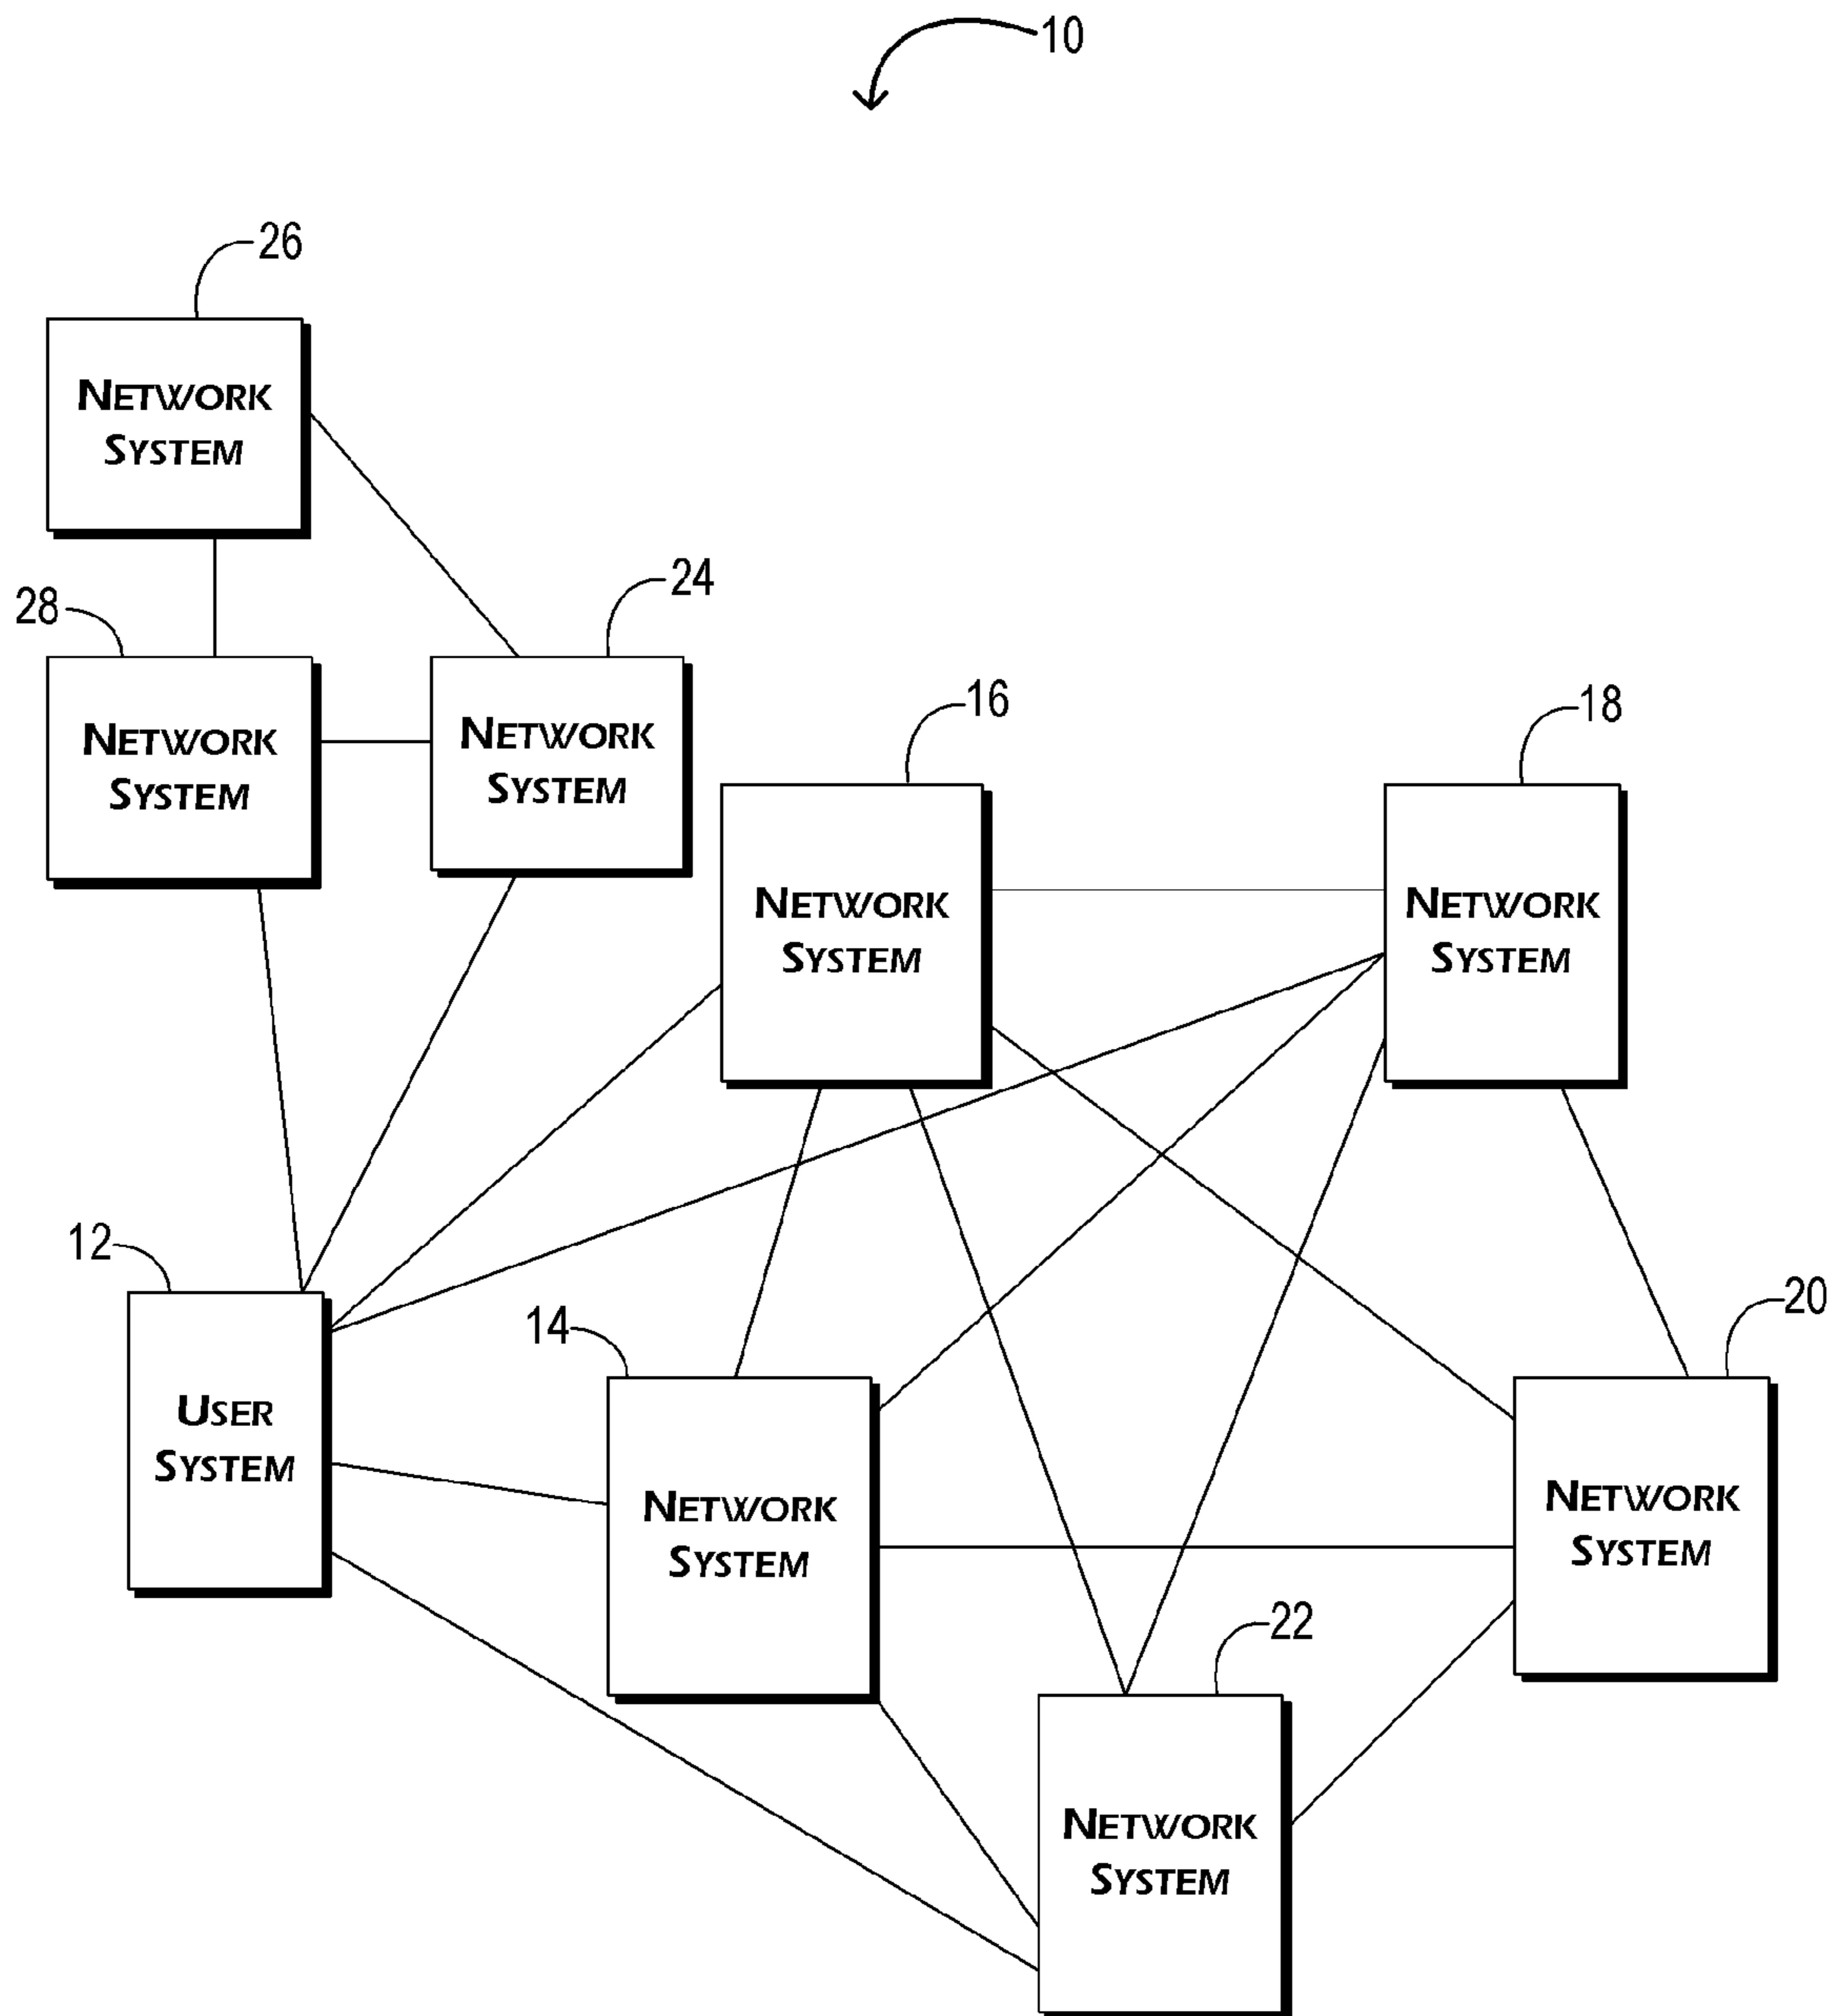 10
26
NETWORK
SYSTEM
28
24
NETWORK
SYSTEM
NETWORK
SYSTEM
16
18
NETWORK
SYSTEM
NETWORK
SYSTEM
12
14
20
USER
SYSTEM
NETWORK
SYSTEM
NETWORK
SYSTEM
22
NETWORK
SYSTEM